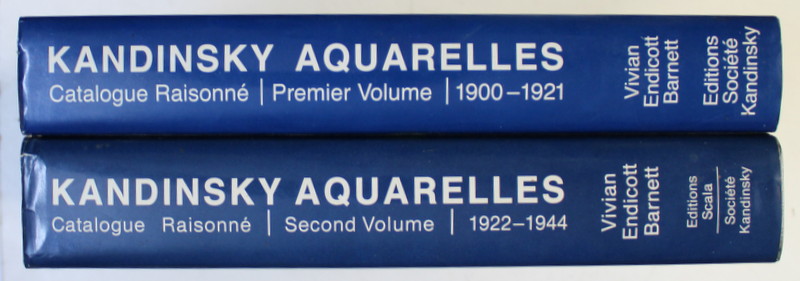 KANDINSKY AQUARELLES
Catalogue Raisonné | Premier Volume | 1900–1921
Vivian
Endicott
Barnett
Editions
Société
Kandinsky
KANDINSKY AQUARELLES
Catalogue Raisonné | Second Volume | 1922–1944
Vivian
Endicott
Barnett
Editions
Scala
Société
Kandinsky